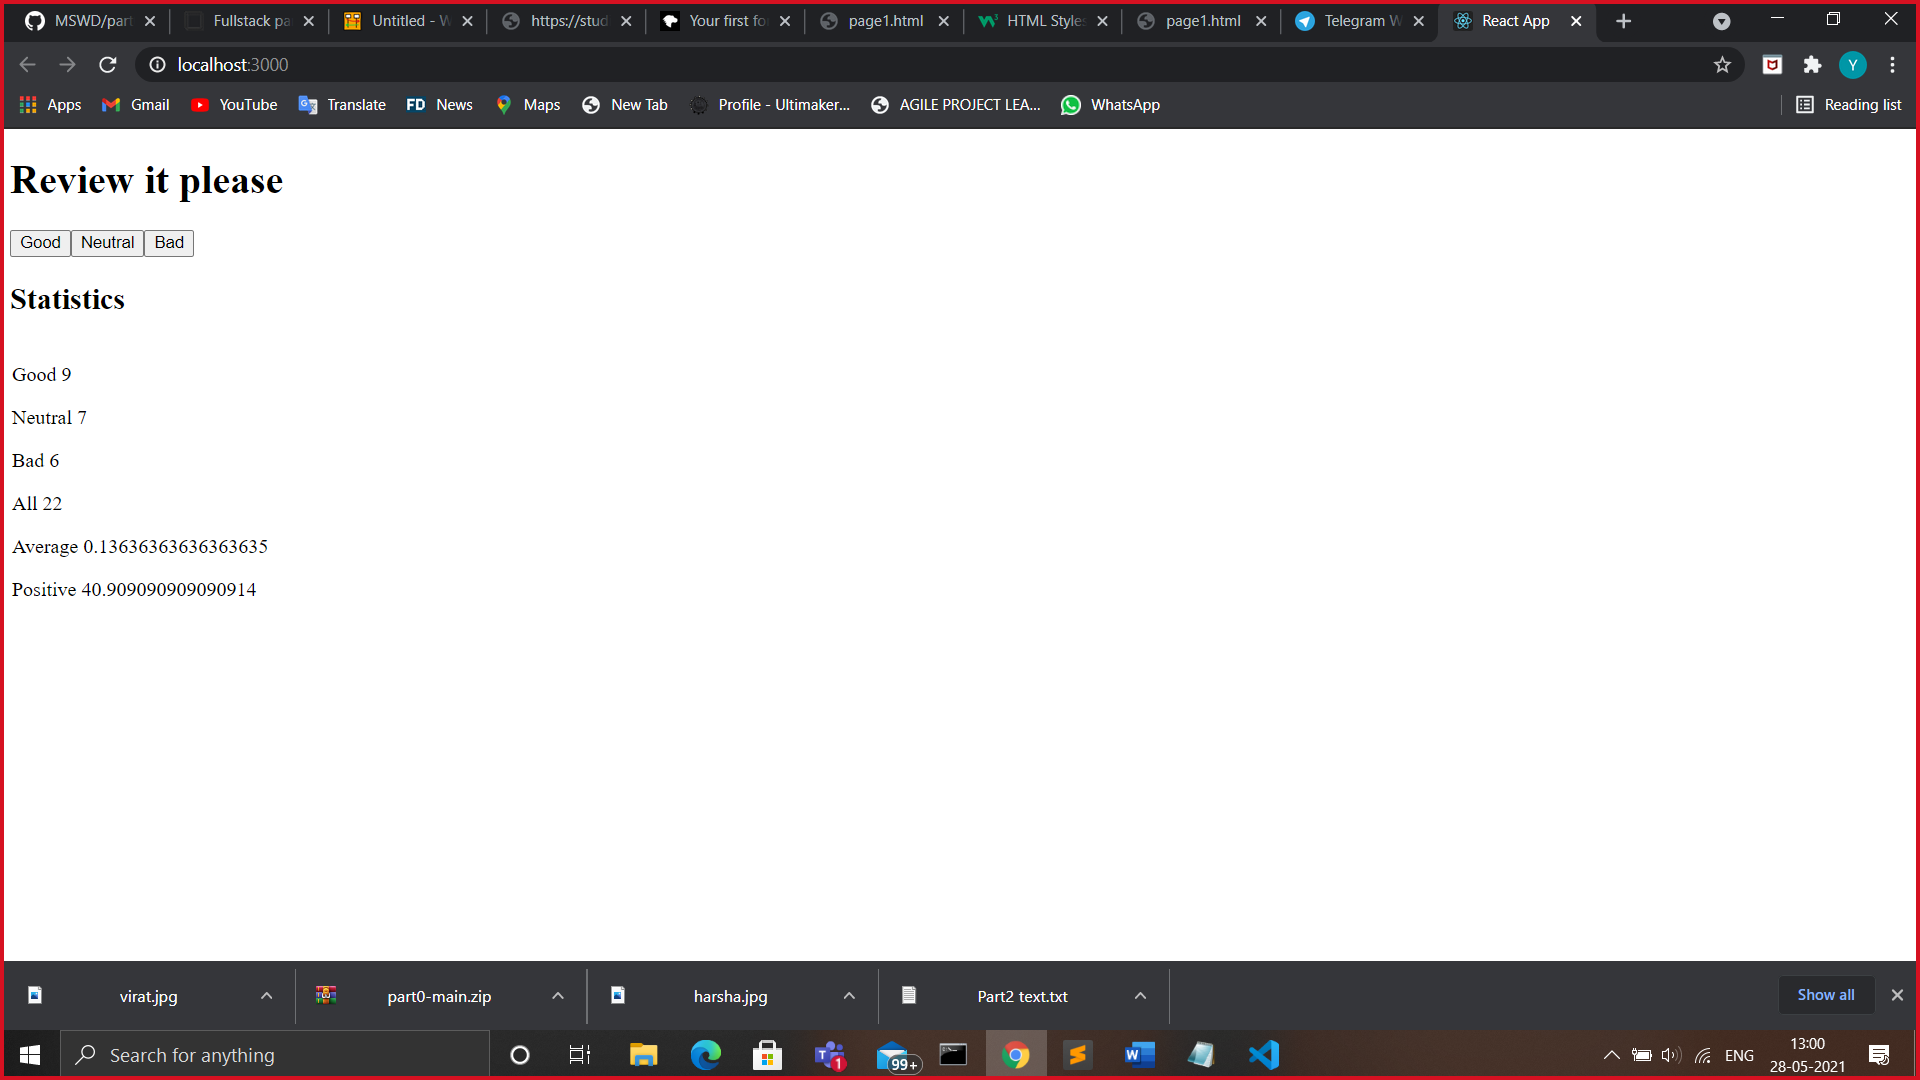 MSWD/part
Fullstack pa
Untitled - W
https://stud
Your first fo
page1.html
HTML Styles
page1.html
Telegram W
React App
localhost:3000
Y
Apps
Gmail
YouTube
Translate
FD News
Maps
New Tab
Profile - Ultimaker...
AGILE PROJECT LEA...
WhatsApp
Reading list
Review it please
Good
Neutral
Bad
Statistics
Good 9
Neutral 7
Bad 6
All 22
Average 0.13636363636363635
Positive 40.909090909090914
virat.jpg
part0-main.zip
harsha.jpg
Part2 text.txt
Show all
Search for anything
1
99+
ENG
13:00
28-05-2021